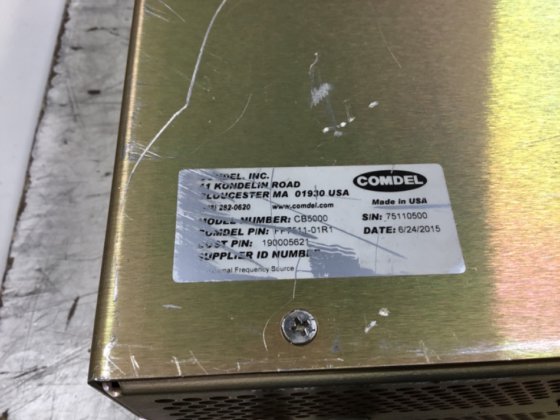 COMDEL, INC.
11 KONDELIN ROAD
GLOUCESTER MA 01930 USA
282-0620 www.comdel.com
COMDEL
Made in USA
MODEL NUMBER: CB5000
S/N: 75110500
COMDEL P/N: FP7511-01R1
DATE: 6/24/2015
CUST P/N: 190005621
SUPPLIER ID NUMBER
Frequency Source